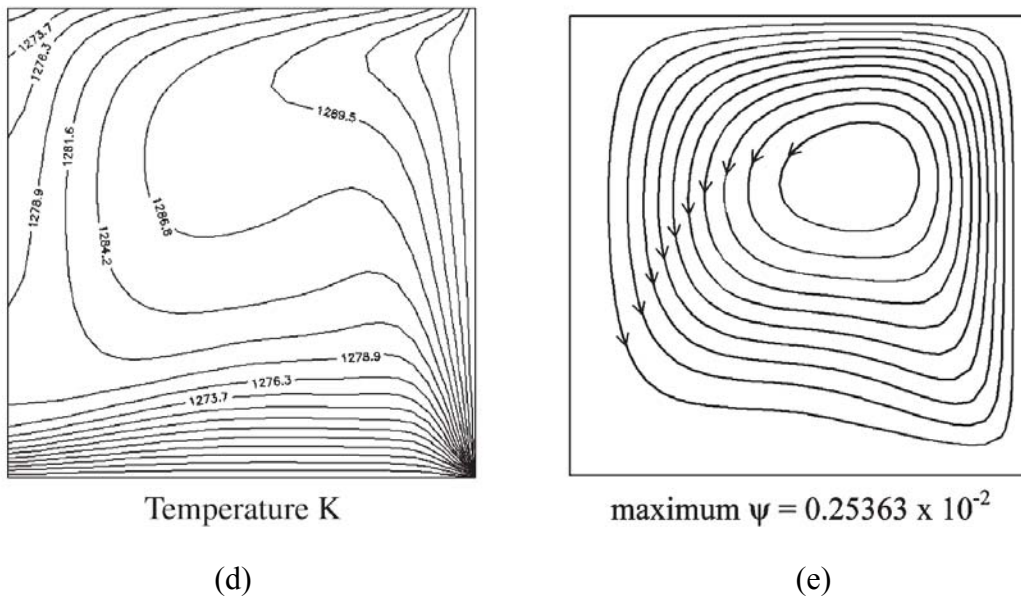 1273.7
1276.3
1289.5
1281.6
1278.9
1286.8
1284.2
1278.9
1276.3
1273.7
Temperature K
maximum ψ = 0.25363 x 10⁻²
(d)
(e)